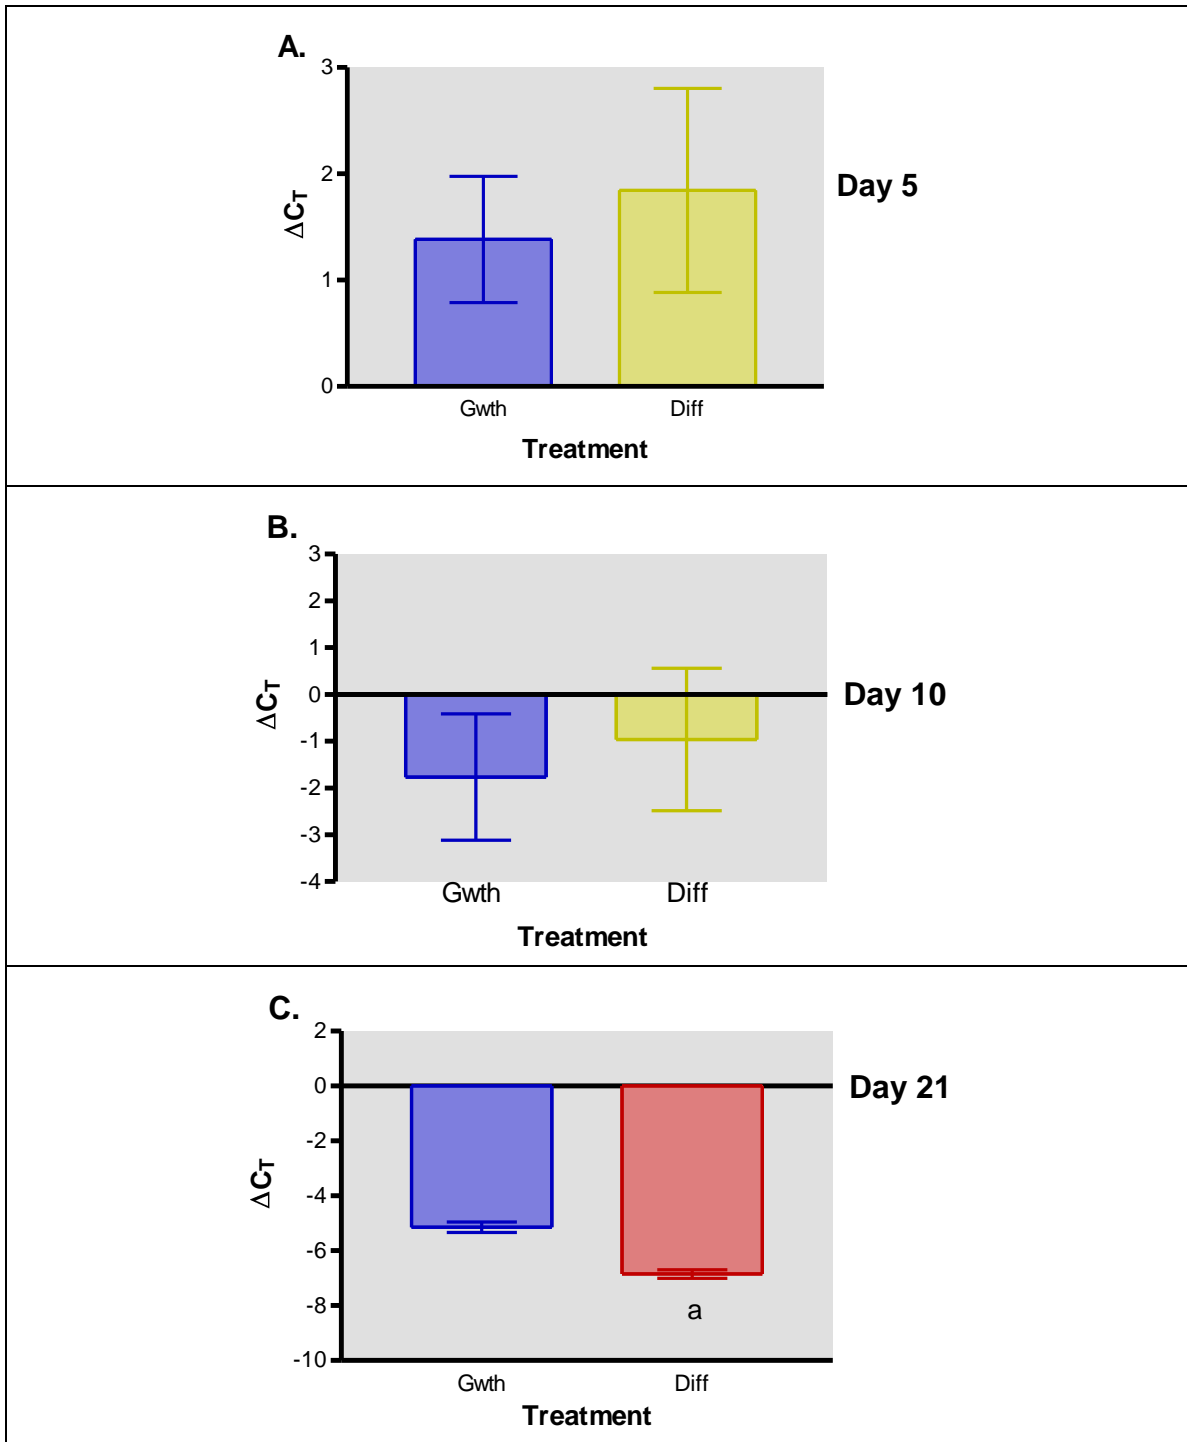 A.
3
2
1
0
ΔCT
Gwth Diff
Treatment
Day 5
B.
3
2
1
0
-1
-2
-3
-4
ΔCT
Gwth Diff
Treatment
Day 10
C.
2
0
-2
-4
-6
-8
-10
ΔCT
a
Gwth Diff
Treatment
Day 21